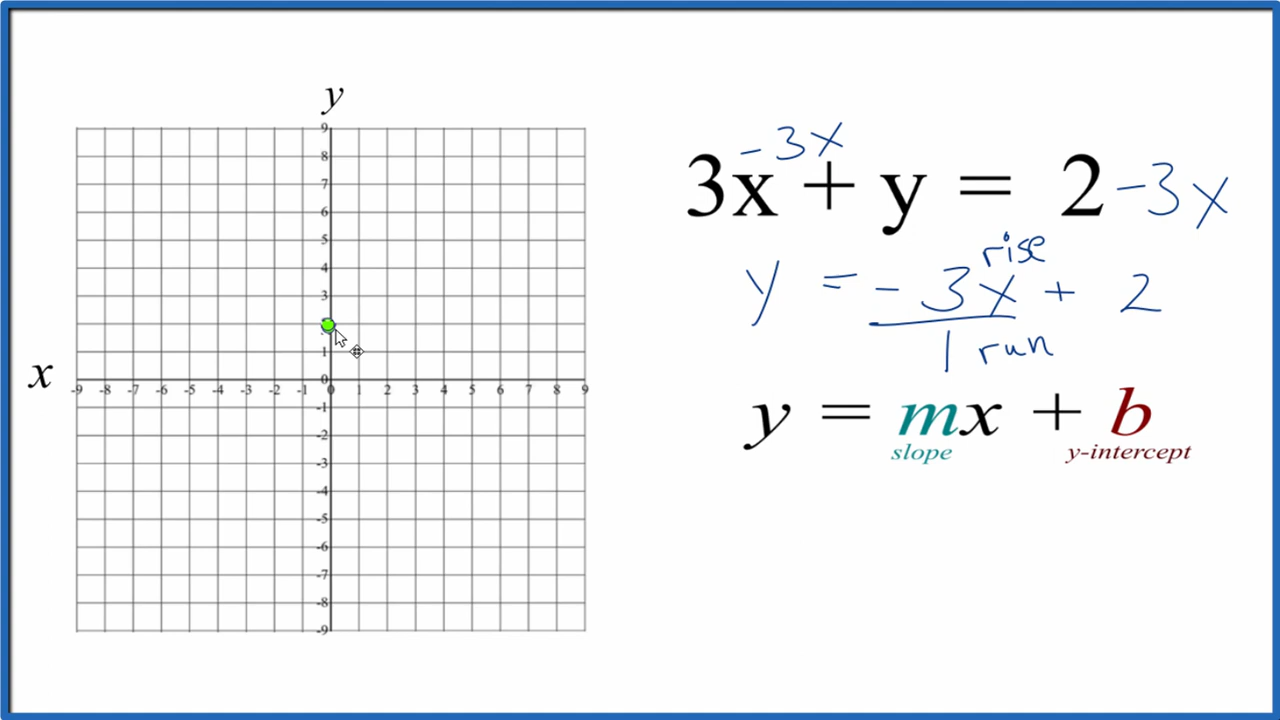 y
9
8
7
6
5
4
3
1
0
x
-9 -8 -7 -6 -5 -4 -3 -2 -1 0 1 2 3 4 5 6 7 8 9
-1
-2
-3
-4
-5
-6
-7
-8
-9
-3x
3x + y = 2 -3x
rise
y = -3x + 2
1 run
y = mx + b
slope y-intercept